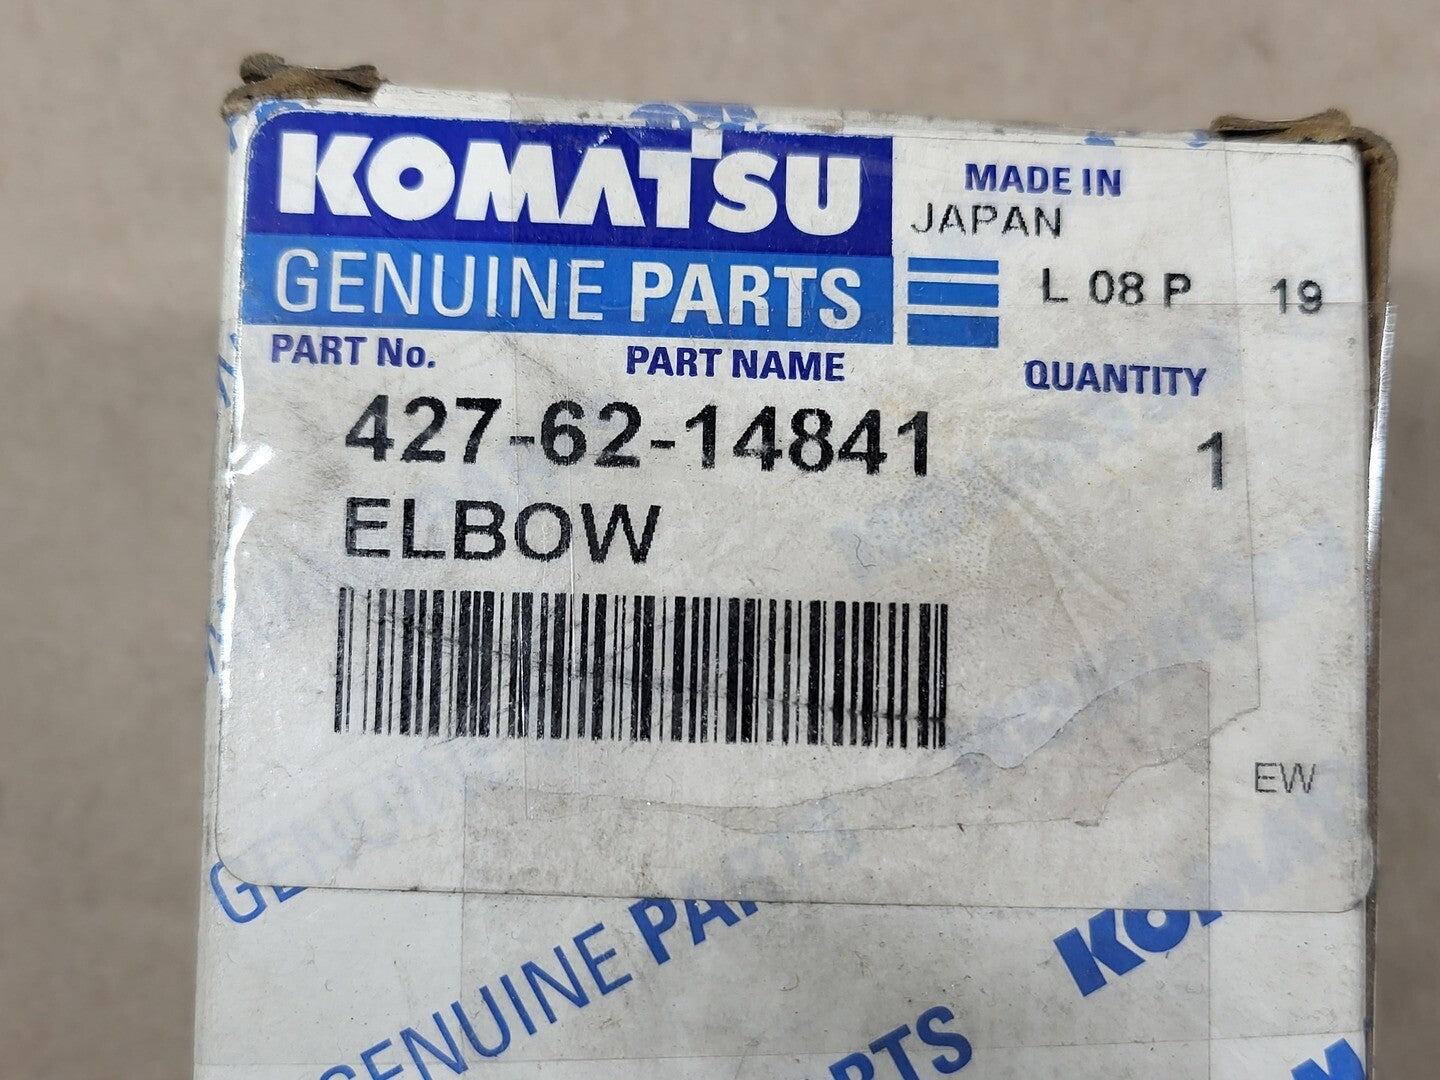 KOMATSU
GENUINE PARTS
MADE IN
JAPAN
L 08 P 19
PART No. PART NAME QUANTITY
427-62-14841 1
ELBOW
EW
GENUINE PARTS
KOMATSU
GENUINE PARTS